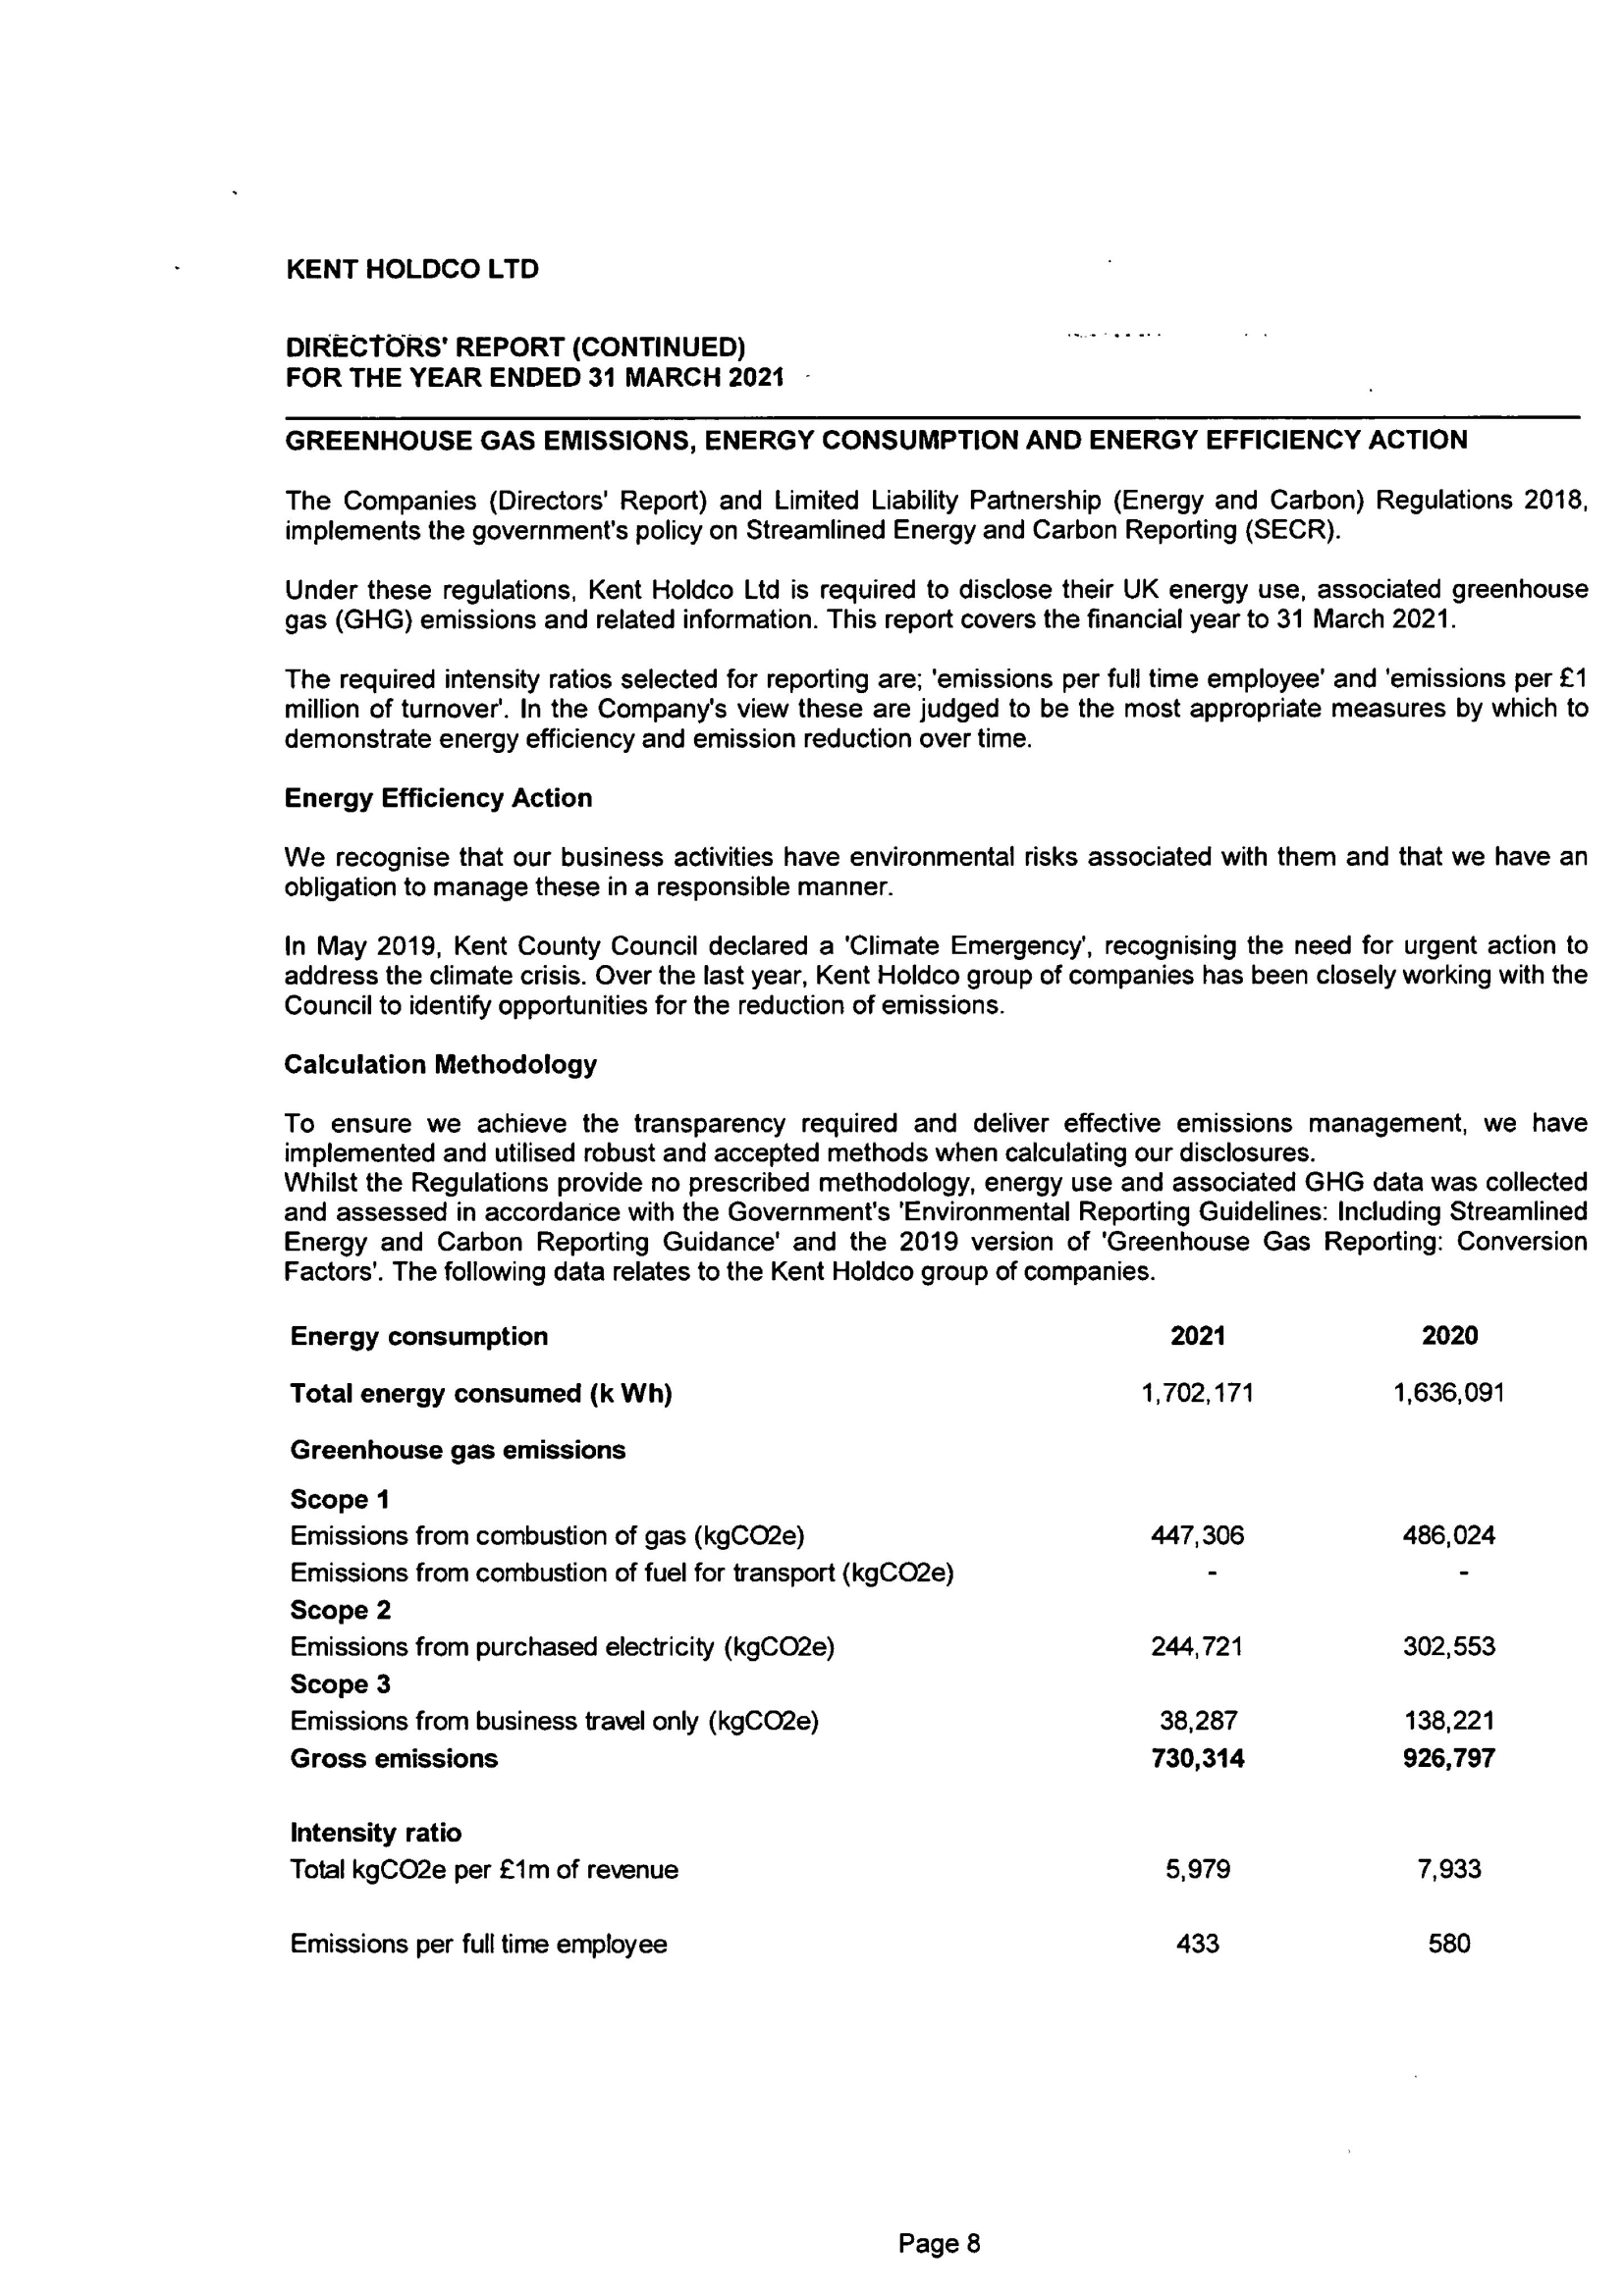 KENT HOLDCO LTD
DIRECTORS' REPORT (CONTINUED)
FOR THE YEAR ENDED 31 MARCH 2021
GREENHOUSE GAS EMISSIONS, ENERGY CONSUMPTION AND ENERGY EFFICIENCY ACTION
The Companies (Directors' Report) and Limited Liability Partnership (Energy and Carbon) Regulations 2018,
implements the government's policy on Streamlined Energy and Carbon Reporting (SECR).
Under these regulations, Kent Holdco Ltd is required to disclose their UK energy use, associated greenhouse
gas (GHG) emissions and related information. This report covers the financial year to 31 March 2021.
The required intensity ratios selected for reporting are; 'emissions per full time employee' and 'emissions per £1
million of turnover'. In the Company's view these are judged to be the most appropriate measures by which to
demonstrate energy efficiency and emission reduction over time.
Energy Efficiency Action
We recognise that our business activities have environmental risks associated with them and that we have an
obligation to manage these in a responsible manner.
In May 2019, Kent County Council declared a 'Climate Emergency', recognising the need for urgent action to
address the climate crisis. Over the last year, Kent Holdco group of companies has been closely working with the
Council to identify opportunities for the reduction of emissions.
Calculation Methodology
To ensure we achieve the transparency required and deliver effective emissions management, we have
implemented and utilised robust and accepted methods when calculating our disclosures.
Whilst the Regulations provide no prescribed methodology, energy use and associated GHG data was collected
and assessed in accordance with the Government's 'Environmental Reporting Guidelines: Including Streamlined
Energy and Carbon Reporting Guidance' and the 2019 version of 'Greenhouse Gas Reporting: Conversion
Factors'. The following data relates to the Kent Holdco group of companies.
Energy consumption 2021 2020
Total energy consumed (k Wh) 1,702,171 1,636,091
Greenhouse gas emissions
Scope 1
Emissions from combustion of gas (kgCO2e) 447,306 486,024
Emissions from combustion of fuel for transport (kgCO2e) - -
Scope 2
Emissions from purchased electricity (kgCO2e) 244,721 302,553
Scope 3
Emissions from business travel only (kgCO2e) 38,287 138,221
Gross emissions 730,314 926,797
Intensity ratio
Total kgCO2e per £1m of revenue 5,979 7,933
Emissions per full time employee 433 580
Page 8